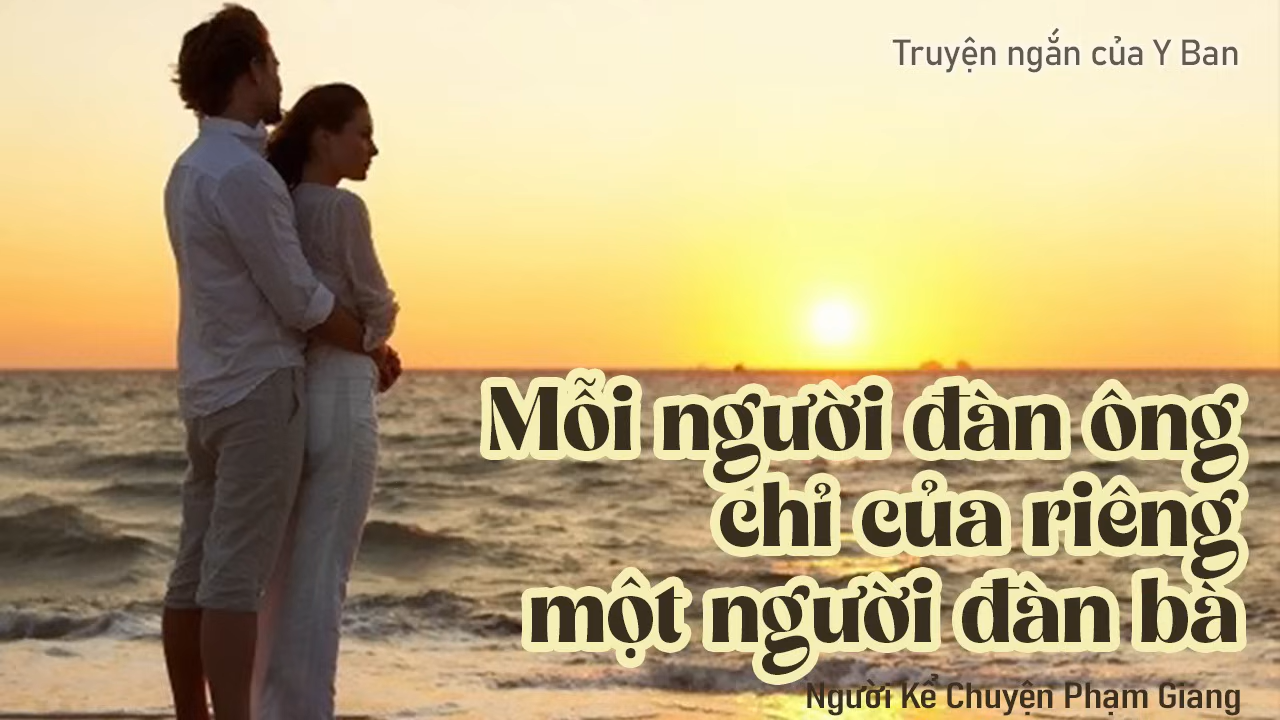 Truyện ngắn của Y Ban
Mỗi người đàn ông
chỉ của riêng
một người đàn bà
Người Kể Chuyện Phạm Giang